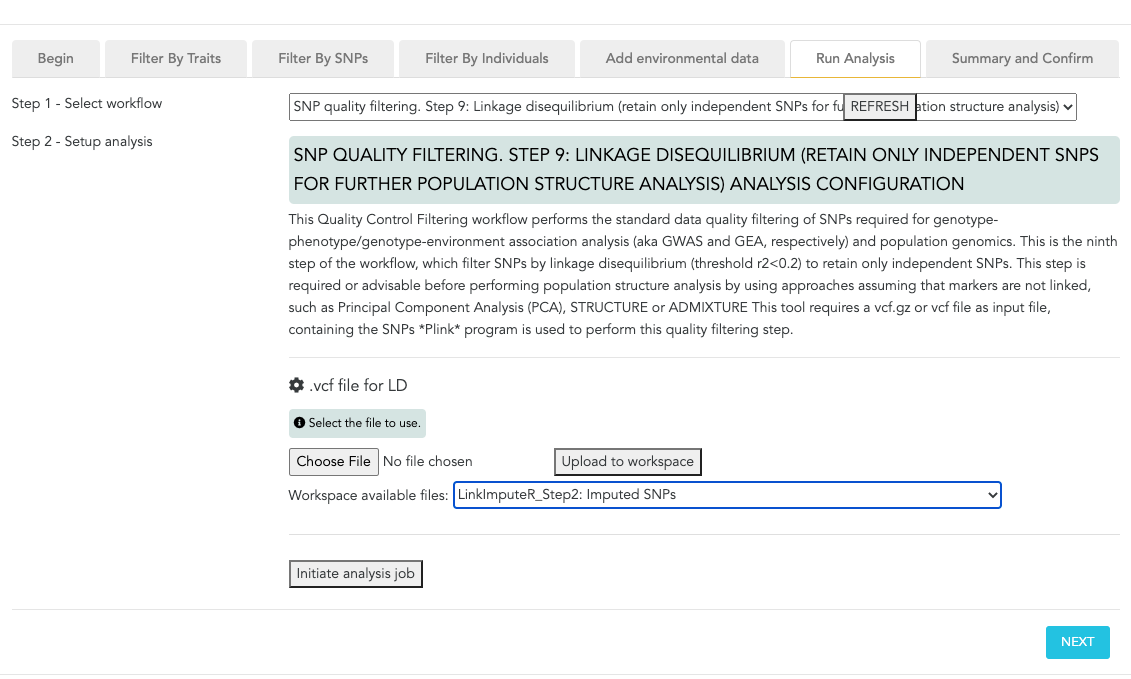 Begin
Filter By Traits
Filter By SNPs
Filter By Individuals
Add environmental data
Run Analysis
Summary and Confirm
Step 1 - Select workflow
SNP quality filtering. Step 9: Linkage disequilibrium (retain only independent SNPs for fu
REFRESH
ation structure analysis)
Step 2 - Setup analysis
SNP QUALITY FILTERING. STEP 9: LINKAGE DISEQUILIBRIUM (RETAIN ONLY INDEPENDENT SNPS
FOR FURTHER POPULATION STRUCTURE ANALYSIS) ANALYSIS CONFIGURATION
This Quality Control Filtering workflow performs the standard data quality filtering of SNPs required for genotype-
phenotype/genotype-environment association analysis (aka GWAS and GEA, respectively) and population genomics. This is the ninth
step of the workflow, which filter SNPs by linkage disequilibrium (threshold r2<0.2) to retain only independent SNPs. This step is
required or advisable before performing population structure analysis by using approaches assuming that markers are not linked,
such as Principal Component Analysis (PCA), STRUCTURE or ADMIXTURE This tool requires a vcf.gz or vcf file as input file,
containing the SNPs *Plink* program is used to perform this quality filtering step.
.vcf file for LD
Select the file to use.
Choose File No file chosen
Upload to workspace
Workspace available files: LinkImputeR_Step2: Imputed SNPs
Initiate analysis job
NEXT